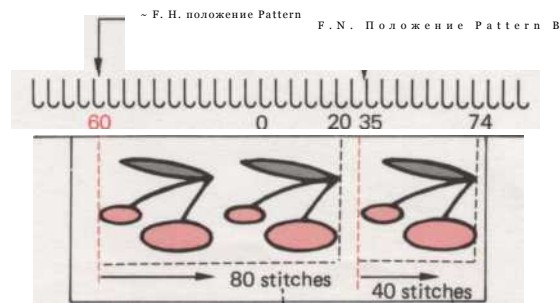 ~ F. H. положение Pattern
F.N. Положение Pattern B
60 0 20 35 74
80 stitches
40 stitches